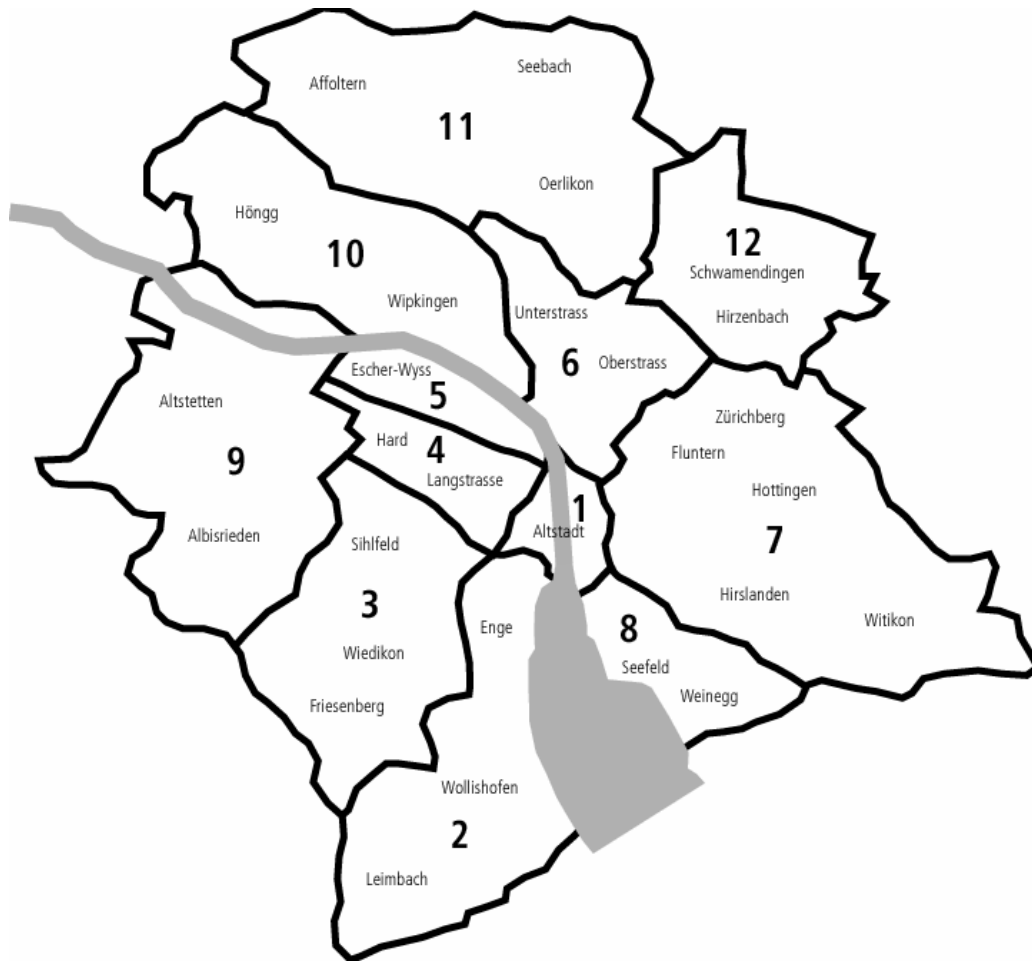 Seebach
Affoltern
11
Oerlikon
Höngg
10
12
Schwamendingen
Wipkingen
Unterstrass
Hirzenbach
6
Oberstrass
Escher-Wyss
5
Altstetten
Zürichberg
Hard
4
Fluntern
9
Langstrasse
Hottingen
1
Altstadt
7
Albisrieden
Sihlfeld
3
Hirslanden
Enge
8
Witikon
Wiedikon
Seefeld
Weinegg
Friesenberg
Wollishofen
2
Leimbach